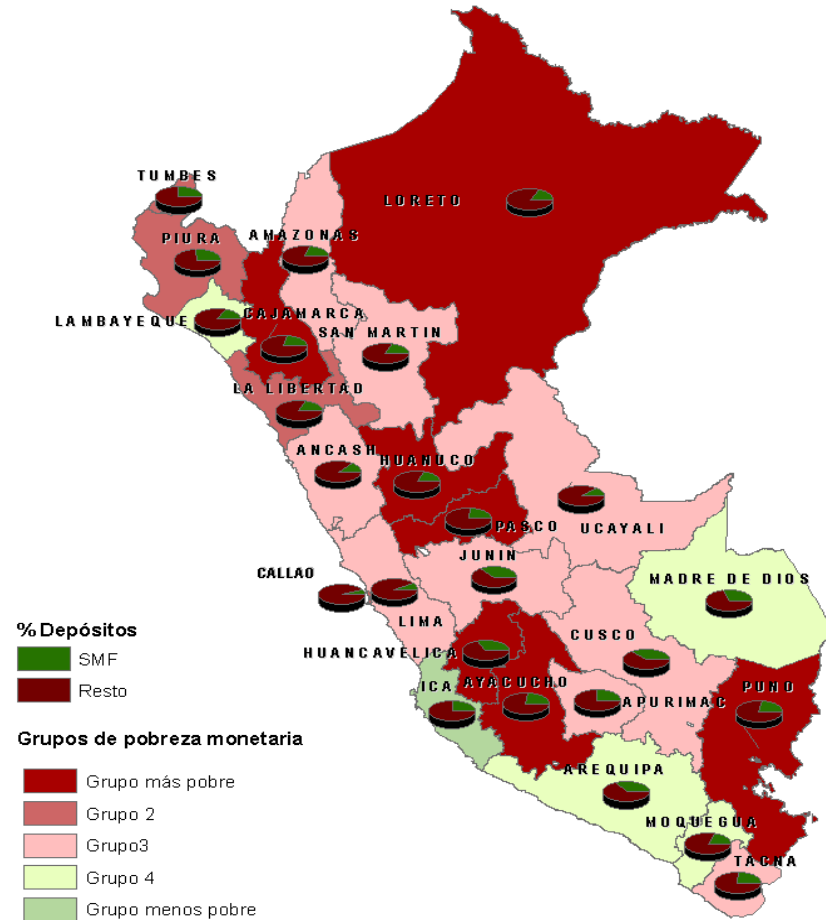 TUMBES
LORETO
PIURA
AMAZONAS
LAMBAYEQUE
CAJAMARCA
SAN MARTIN
LA LIBERTAD
ANCASH
HUANUCO
PASCO
UCAYALI
JUNIN
CALLAO
MADRE DE DIOS
LIMA
CUSCO
HUANCAVELICA
ICA
AYACUCHO
APURIMAC
PUNO
AREQUIPA
MOQUEGUA
TACNA
% Depósitos
SMF
Resto
Grupos de pobreza monetaria
Grupo más pobre
Grupo 2
Grupo3
Grupo 4
Grupo menos pobre